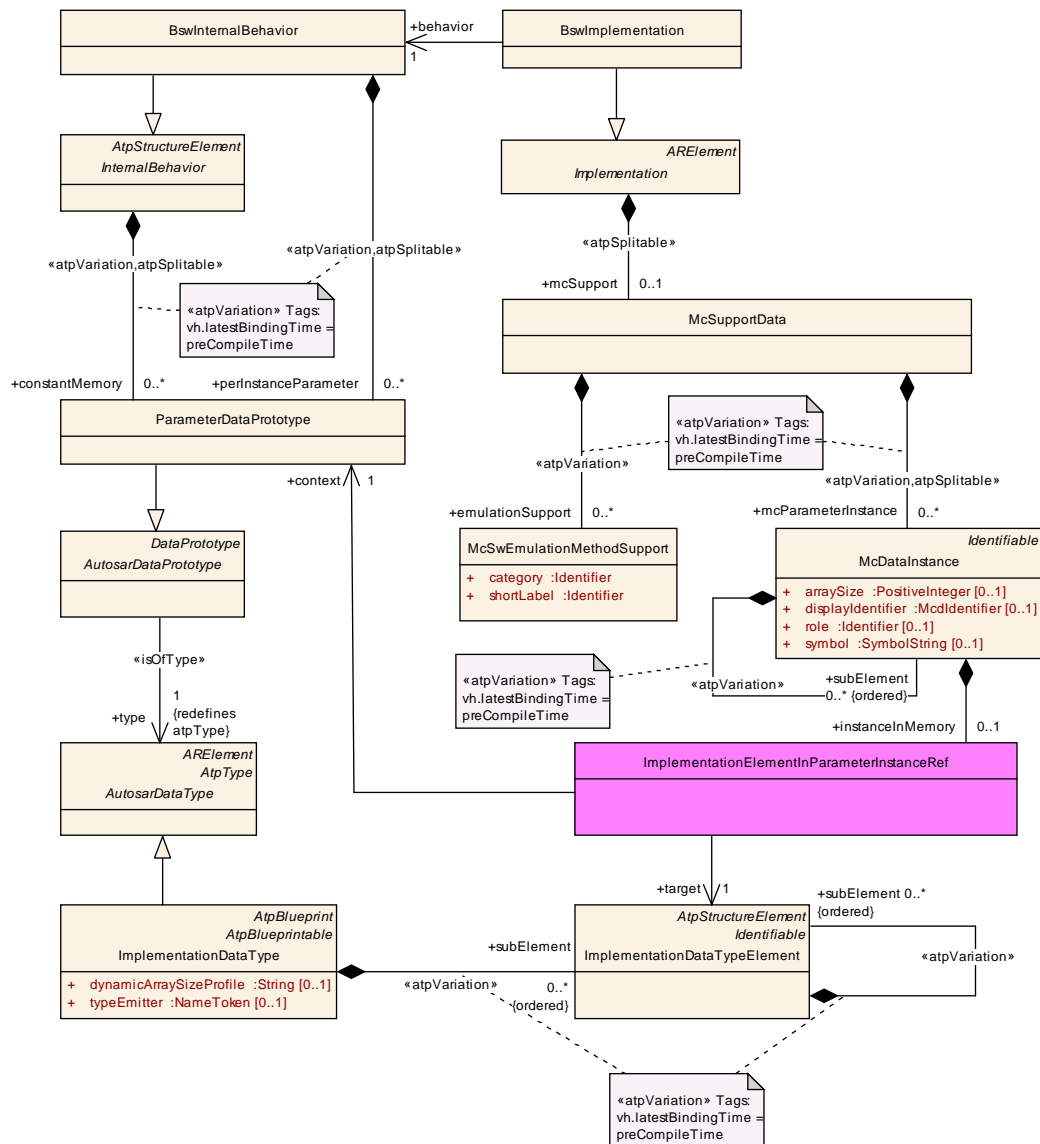 BswInternalBehavior
+behavior
1
BswImplementation
AtpStructureElement
InternalBehavior
ARElement
Implementation
«atpVariation,atpSplitable»
«atpVariation,atpSplitable»
«atpSplitable»
«atpVariation» Tags:
vh.latestBindingTime =
preCompileTime
+mcSupport
0..1
McSupportData
+constantMemory
0..*
+perInstanceParameter
0..*
ParameterDataPrototype
«atpVariation» Tags:
vh.latestBindingTime =
preCompileTime
«atpVariation»
«atpVariation,atpSplitable»
+context
1
+emulationSupport
0..*
+mcParameterInstance
0..*
DataPrototype
AutosarDataPrototype
McSwEmulationMethodSupport
+ category :Identifier
+ shortLabel :Identifier
Identifiable
McDataInstance
+ arraySize :PositiveInteger [0..1]
+ displayIdentifier :McdIdentifier [0..1]
+ role :Identifier [0..1]
+ symbol :SymbolString [0..1]
«isOfType»
«atpVariation» Tags:
vh.latestBindingTime =
preCompileTime
«atpVariation»
+subElement
0..* {ordered}
+type
1
{redefines
atpType}
+instanceInMemory
0..1
ARElement
AtpType
AutosarDataType
ImplementationElementInParameterInstanceRef
+target
1
+subElement 0..*
{ordered}
AtpBlueprint
AtpBlueprintable
ImplementationDataType
+ dynamicArraySizeProfile :String [0..1]
+ typeEmitter :NameToken [0..1]
+subElement
«atpVariation»
0..*
{ordered}
AtpStructureElement
Identifiable
ImplementationDataTypeElement
«atpVariation»
«atpVariation» Tags:
vh.latestBindingTime =
preCompileTime